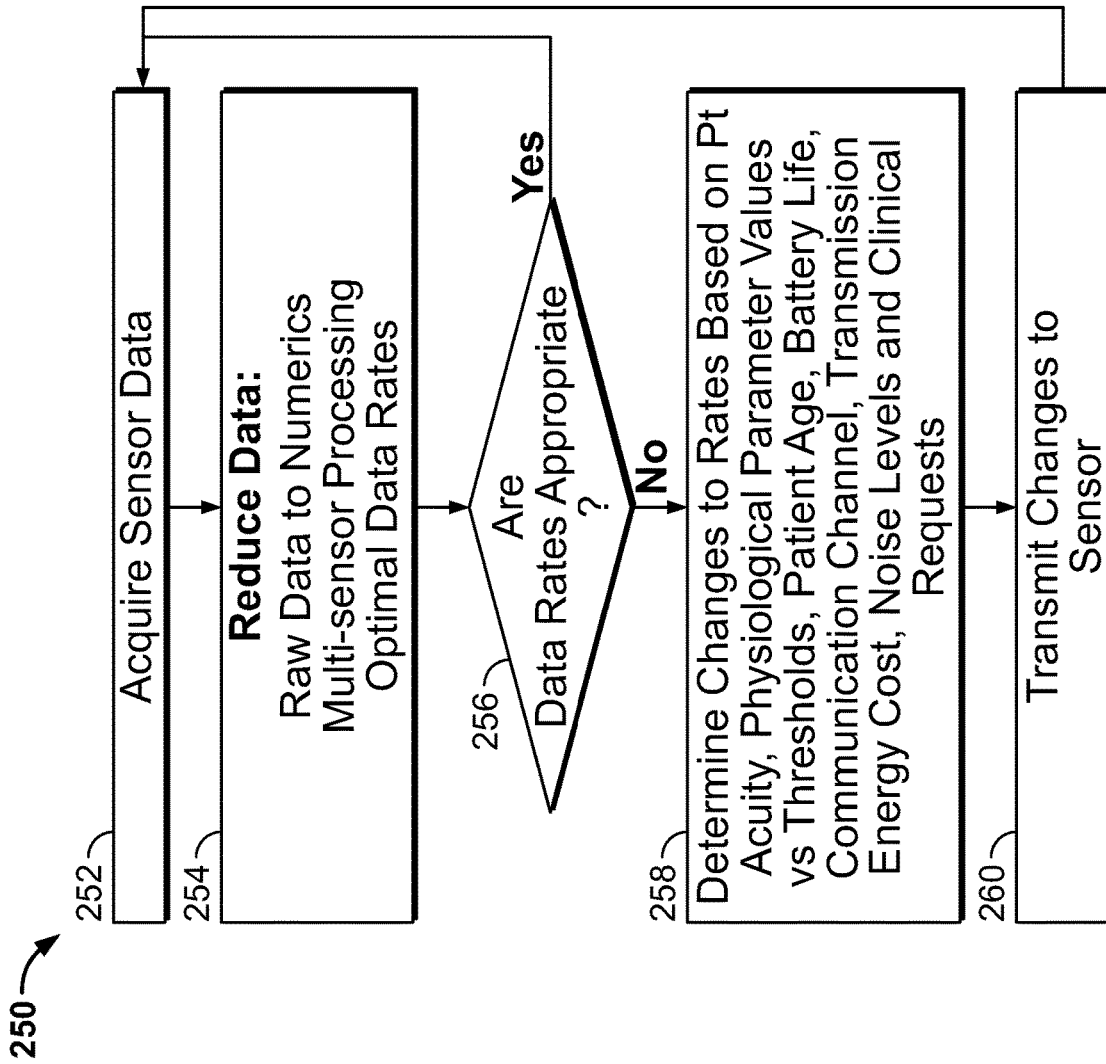 250
252
Acquire Sensor Data
254
Reduce Data:
Raw Data to Numerics
Multi-sensor Processing
Optimal Data Rates
256
Are
Data Rates Appropriate
?
Yes
No
258
Determine Changes to Rates Based on Pt
Acuity, Physiological Parameter Values
vs Thresholds, Patient Age, Battery Life,
Communication Channel, Transmission
Energy Cost, Noise Levels and Clinical
Requests
260
Transmit Changes to
Sensor